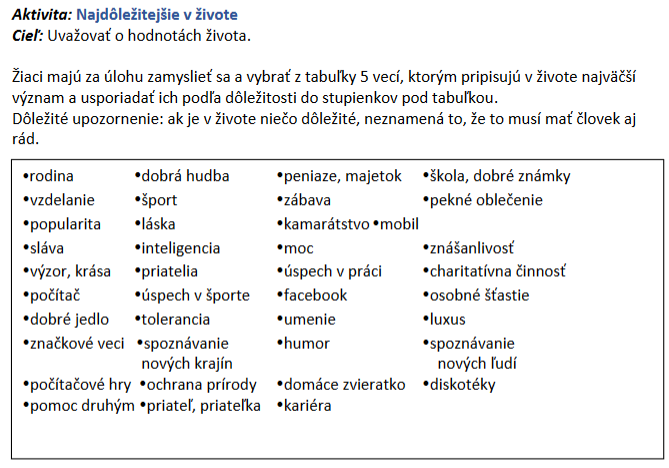 Aktivita: Najdôležitejšie v živote
Cieľ: Uvažovať o hodnotách života.
Žiaci majú za úlohu zamyslieť sa a vybrať z tabuľky 5 vecí, ktorým pripisujú v živote najväčší
význam a usporiadať ich podľa dôležitosti do stupienkov pod tabuľkou.
Dôležité upozornenie: ak je v živote niečo dôležité, neznamená to, že to musí mať človek aj
rád.
•rodina •dobrá hudba •peniaze, majetok •škola, dobré známky
•vzdelanie •šport •zábava •pekné oblečenie
•popularita •láska •kamarátstvo •mobil
•sláva •inteligencia •moc •znášanlivosť
•výzor, krása •priatelia •úspech v práci •charitatívna činnosť
•počítač •úspech v športe •facebook •osobné šťastie
•dobré jedlo •tolerancia •umenie •luxus
•značkové veci •spoznávanie •humor •spoznávanie
nových krajín nových ľudí
•počítačové hry •ochrana prírody •domáce zvieratko •diskotéky
•pomoc druhým •priateľ, priateľka •kariéra